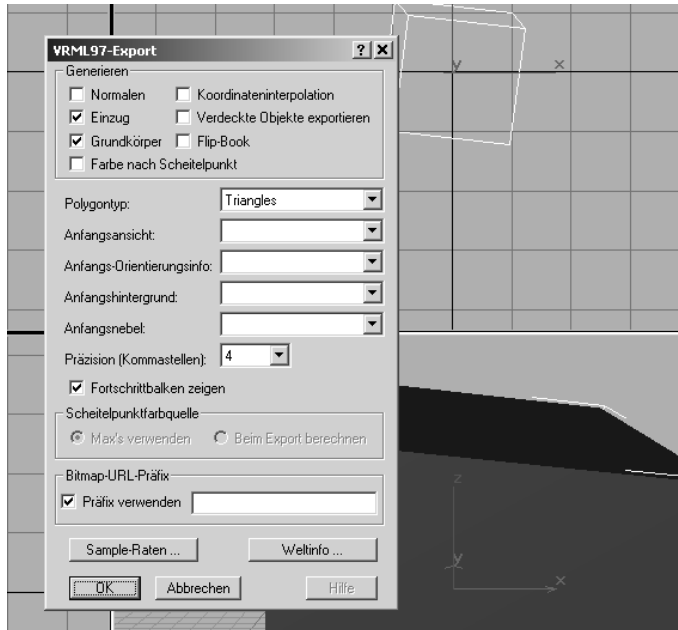 VRML97-Export
Generieren
Normalen
Koordinateninterpolation
Einzug
Verdeckte Objekte exportieren
Grundkörper
Flip-Book
Farbe nach Scheitelpunkt
Polygontyp: Triangles
Anfangsansicht:
Anfangs-Orientierungsinfo:
Anfangshintergrund:
Anfangsnebel:
Präzision (Kommastellen): 4
Fortschrittbalken zeigen
Scheitelpunktfarbquelle
Max's verwenden
Beim Export berechnen
Bitmap-URL-Präfix
Präfix verwenden
Sample-Raten ...
Weltinfo ...
OK
Abbrechen
Hilfe
y
x
z
y
x